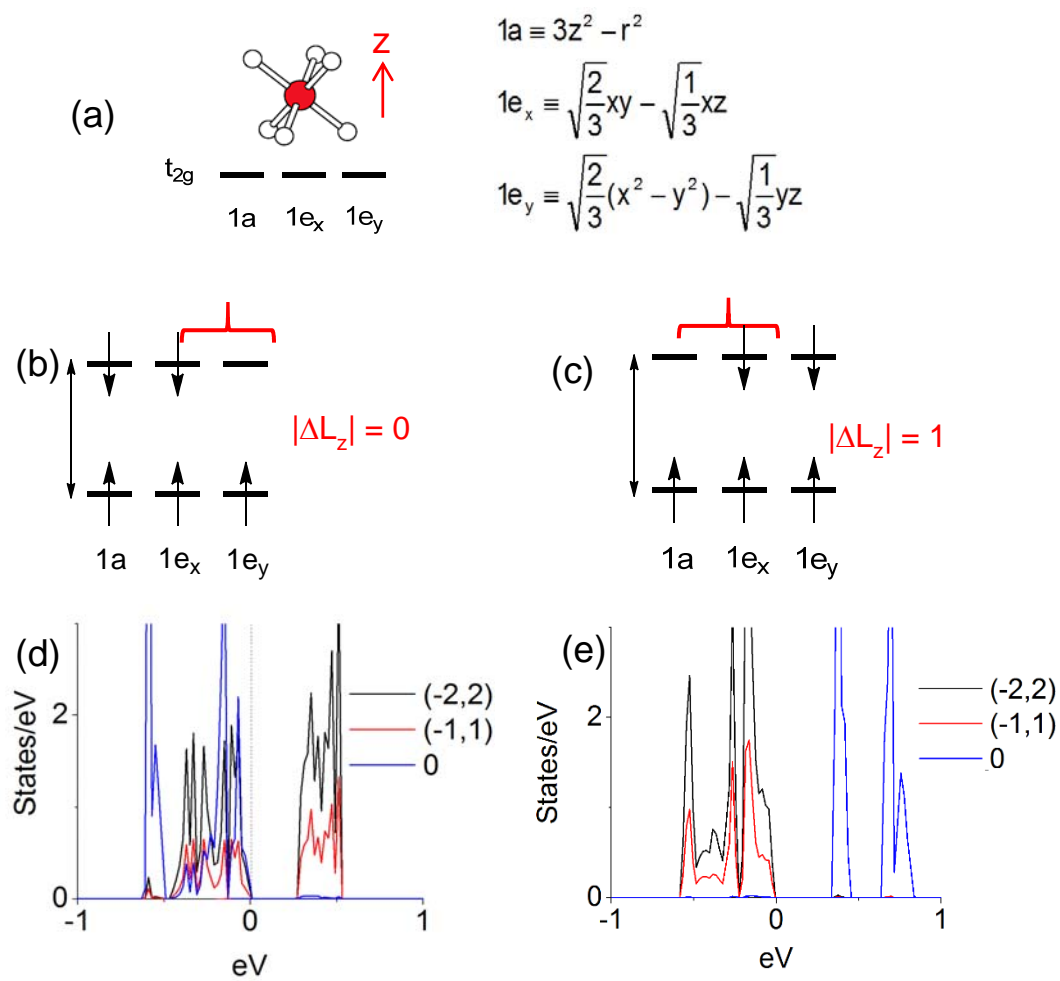 (a)
z
1a ≡ 3z² − r²
1eₓ ≡ √(2/3) xy − √(1/3) xz
1e_y ≡ √(2/3) (x² − y²) − √(1/3) yz
t₂g
1a 1eₓ 1e_y
(b)
|ΔL_z| = 0
1a 1eₓ 1e_y
(c)
|ΔL_z| = 1
1a 1eₓ 1e_y
(d)
States/eV
2
0
-1 0 1
eV
(-2,2)
(-1,1)
0
(e)
States/eV
2
0
-1 0 1
eV
(-2,2)
(-1,1)
0